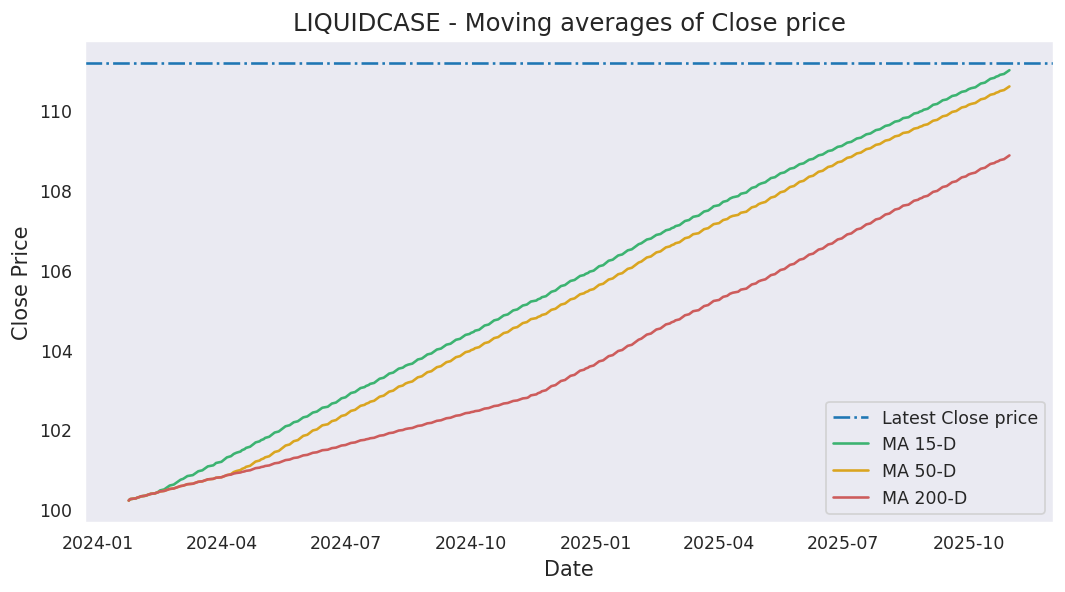 LIQUIDCASE - Moving averages of Close price
Close Price
110
108
106
104
102
100
Latest Close price
MA 15-D
MA 50-D
MA 200-D
2024-01 2024-04 2024-07 2024-10 2025-01 2025-04 2025-07 2025-10
Date